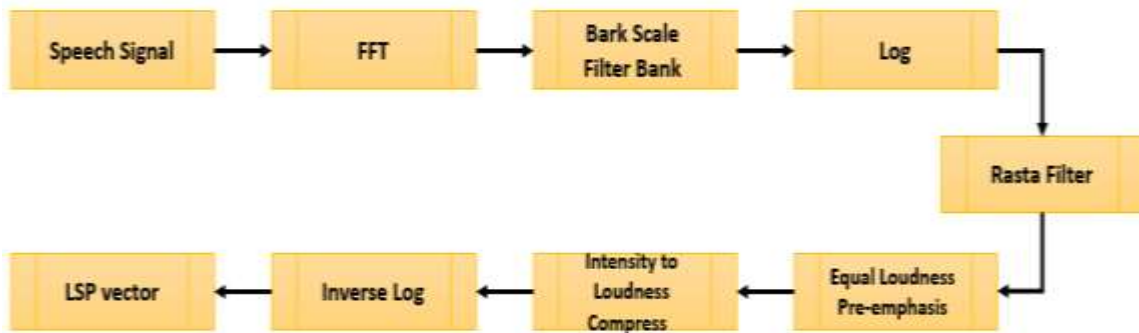 Speech Signal
FFT
Bark Scale
Filter Bank
Log
Rasta Filter
Equal Loudness
Pre-emphasis
Intensity to
Loudness
Compress
Inverse Log
LSP vector